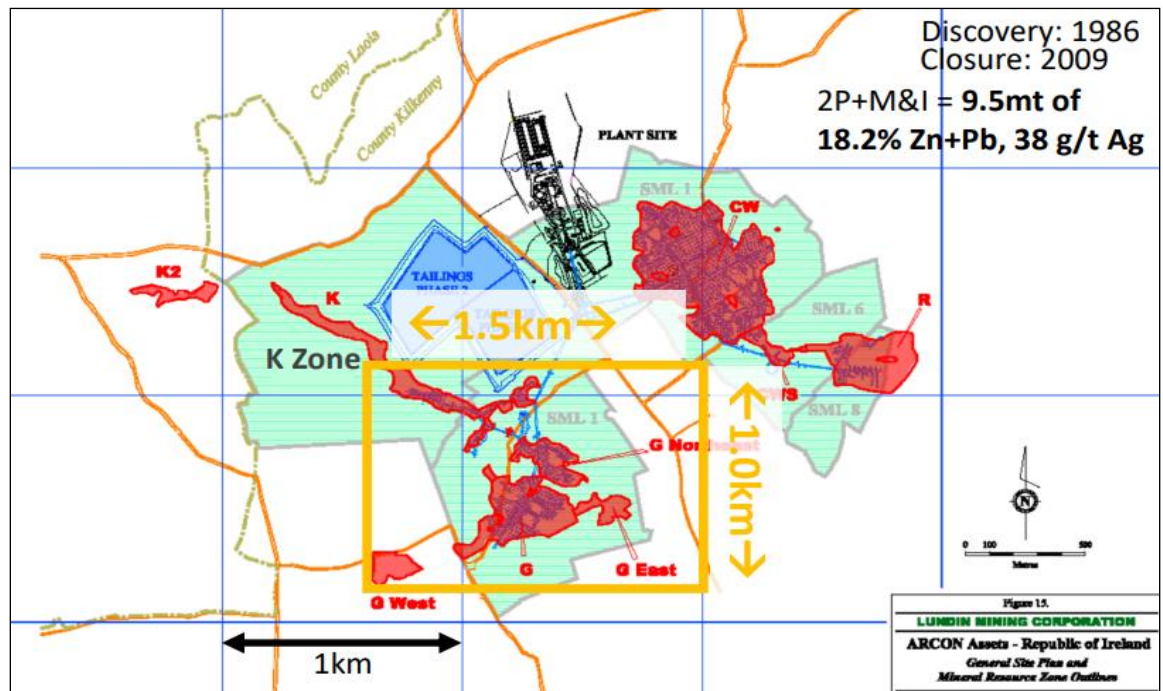 Discovery: 1986
Closure: 2009
2P+M&I = 9.5mt of
18.2% Zn+Pb, 38 g/t Ag
County Laois
County Kilkenny
PLANT SITE
SML 1
CW
K2
K
TAILINGS
PHASE 2
SML 6
R
←1.5km→
K Zone
CWS
SML 8
SML 1
G Northeast
←1.0km→
N
G
G East
G West
0 100 500
Metres
1km
Figure 15.
LUNDIN MINING CORPORATION
ARCON Assets - Republic of Ireland
General Site Plan and
Mineral Resource Zone Outlines